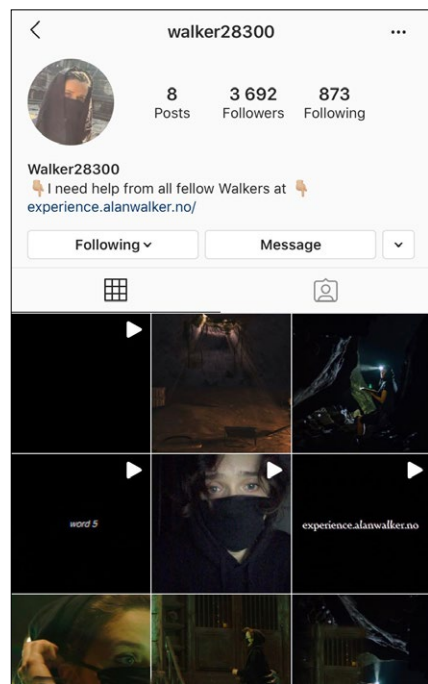 walker28300
8 3 692 873
Posts Followers Following
Walker28300
👇🏼I need help from all fellow Walkers at 👇🏼
experience.alanwalker.no/
Following Message
word 5
experience.alanwalker.no